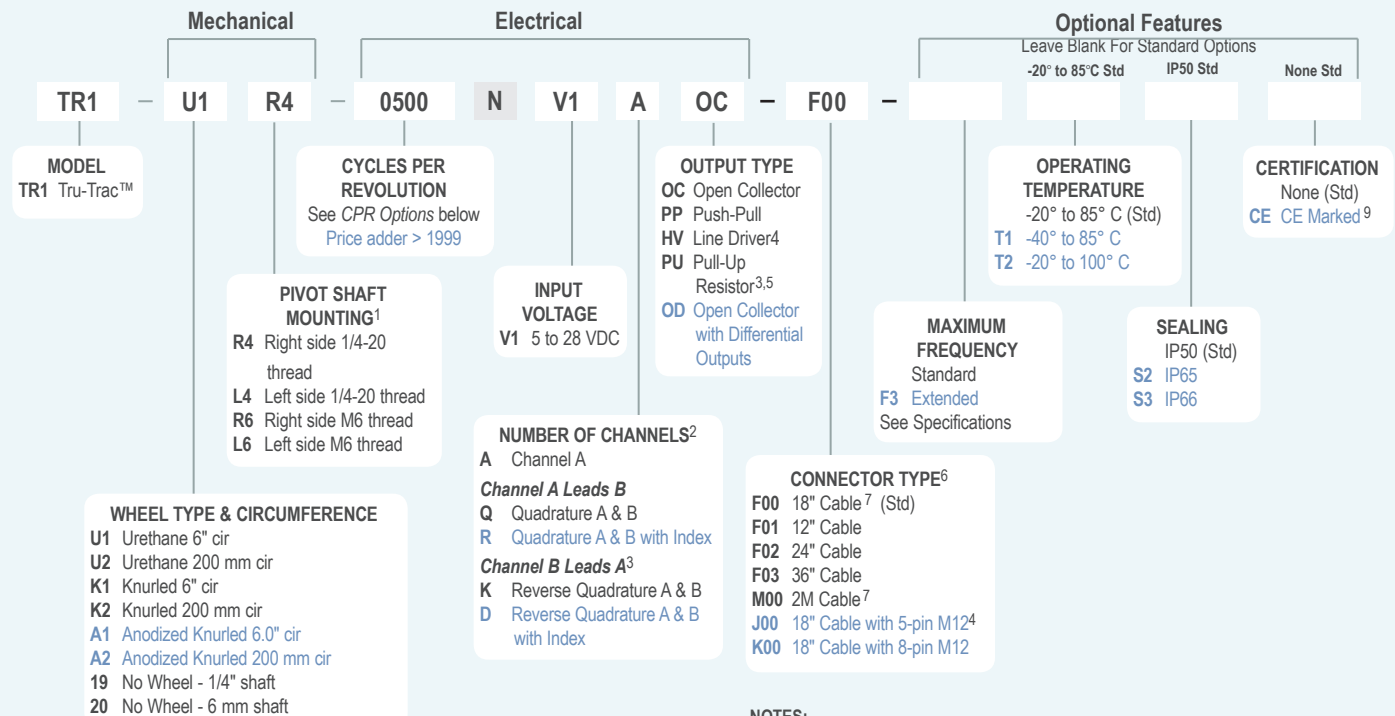 Mechanical
Electrical
Optional Features
Leave Blank For Standard Options
-20° to 85°C Std
IP50 Std
None Std
TR1 – U1 R4 – 0500 N V1 A OC – F00 –
MODEL
TR1 Tru-Trac™
CYCLES PER
REVOLUTION
See CPR Options below
Price adder > 1999
OUTPUT TYPE
OC Open Collector
PP Push-Pull
HV Line Driver4
PU Pull-Up
Resistor3,5
OD Open Collector
with Differential
Outputs
OPERATING
TEMPERATURE
-20° to 85° C (Std)
T1 -40° to 85° C
T2 -20° to 100° C
CERTIFICATION
None (Std)
CE CE Marked 9
PIVOT SHAFT
MOUNTING1
R4 Right side 1/4-20
thread
L4 Left side 1/4-20 thread
R6 Right side M6 thread
L6 Left side M6 thread
INPUT
VOLTAGE
V1 5 to 28 VDC
MAXIMUM
FREQUENCY
Standard
F3 Extended
See Specifications
SEALING
IP50 (Std)
S2 IP65
S3 IP66
NUMBER OF CHANNELS2
A Channel A
Channel A Leads B
Q Quadrature A & B
R Quadrature A & B with Index
Channel B Leads A3
K Reverse Quadrature A & B
D Reverse Quadrature A & B
with Index
CONNECTOR TYPE6
F00 18" Cable 7 (Std)
F01 12" Cable
F02 24" Cable
F03 36" Cable
M00 2M Cable7
J00 18" Cable with 5-pin M124
K00 18" Cable with 8-pin M12
WHEEL TYPE & CIRCUMFERENCE
U1 Urethane 6" cir
U2 Urethane 200 mm cir
K1 Knurled 6" cir
K2 Knurled 200 mm cir
A1 Anodized Knurled 6.0" cir
A2 Anodized Knurled 200 mm cir
19 No Wheel - 1/4" shaft
20 No Wheel - 6 mm shaft
NOTES: